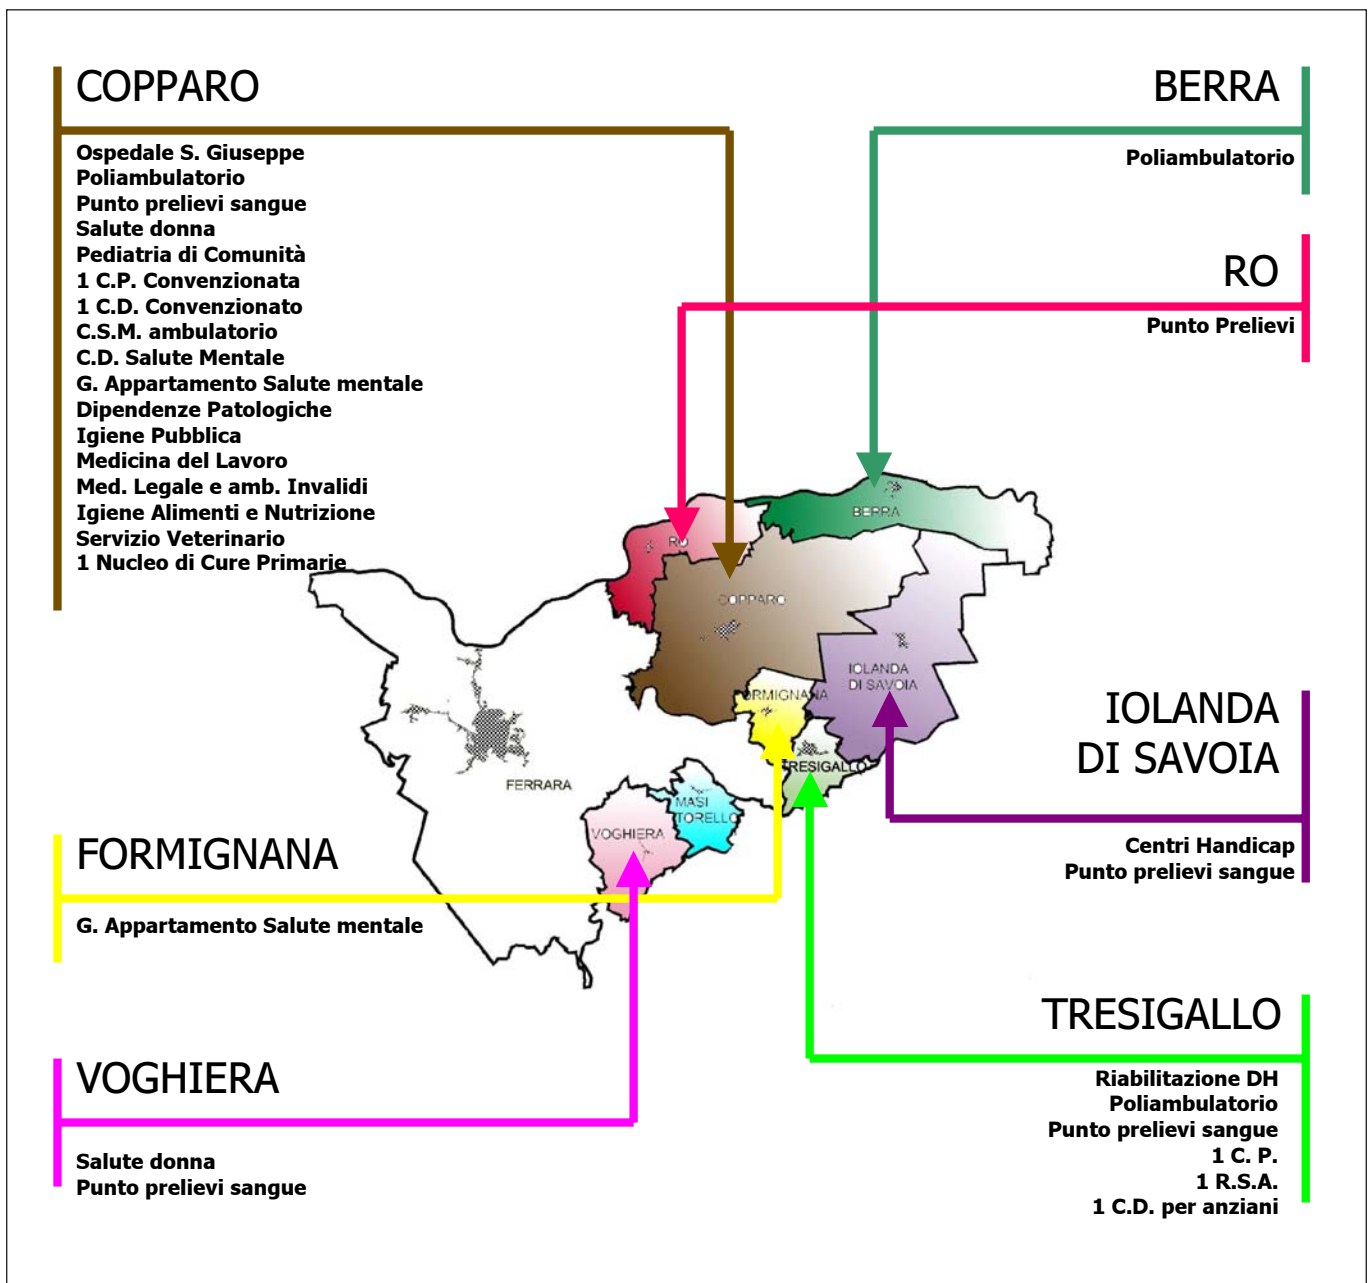 COPPARO
Ospedale S. Giuseppe
Poliambulatorio
Punto prelievi sangue
Salute donna
Pediatria di Comunità
1 C.P. Convenzionata
1 C.D. Convenzionato
C.S.M. ambulatorio
C.D. Salute Mentale
G. Appartamento Salute mentale
Dipendenze Patologiche
Igiene Pubblica
Medicina del Lavoro
Med. Legale e amb. Invalidi
Igiene Alimenti e Nutrizione
Servizio Veterinario
1 Nucleo di Cure Primarie
BERRA
Poliambulatorio
RO
Punto Prelievi
BERRA
RO
COPPARO
IOLANDA
DI SAVOIA
FORMIGNANA
TRESIGALLO
FERRARA
MASI
TORELLO
VOGHIERA
IOLANDA
DI SAVOIA
Centri Handicap
Punto prelievi sangue
FORMIGNANA
G. Appartamento Salute mentale
VOGHIERA
Salute donna
Punto prelievi sangue
TRESIGALLO
Riabilitazione DH
Poliambulatorio
Punto prelievi sangue
1 C. P.
1 R.S.A.
1 C.D. per anziani